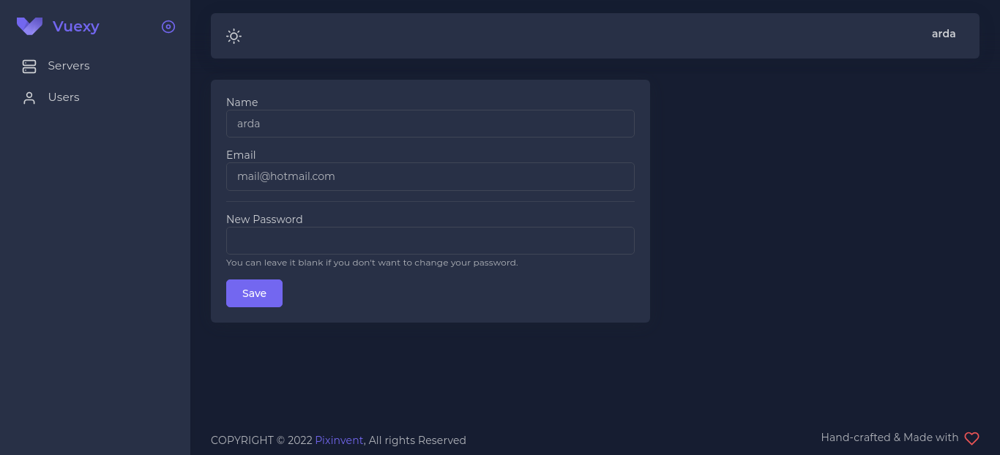 Vuexy
Servers
Users
arda
Name
arda
Email
mail@hotmail.com
New Password
You can leave it blank if you don't want to change your password.
Save
COPYRIGHT © 2022 Pixinvent, All rights Reserved
Hand-crafted & Made with